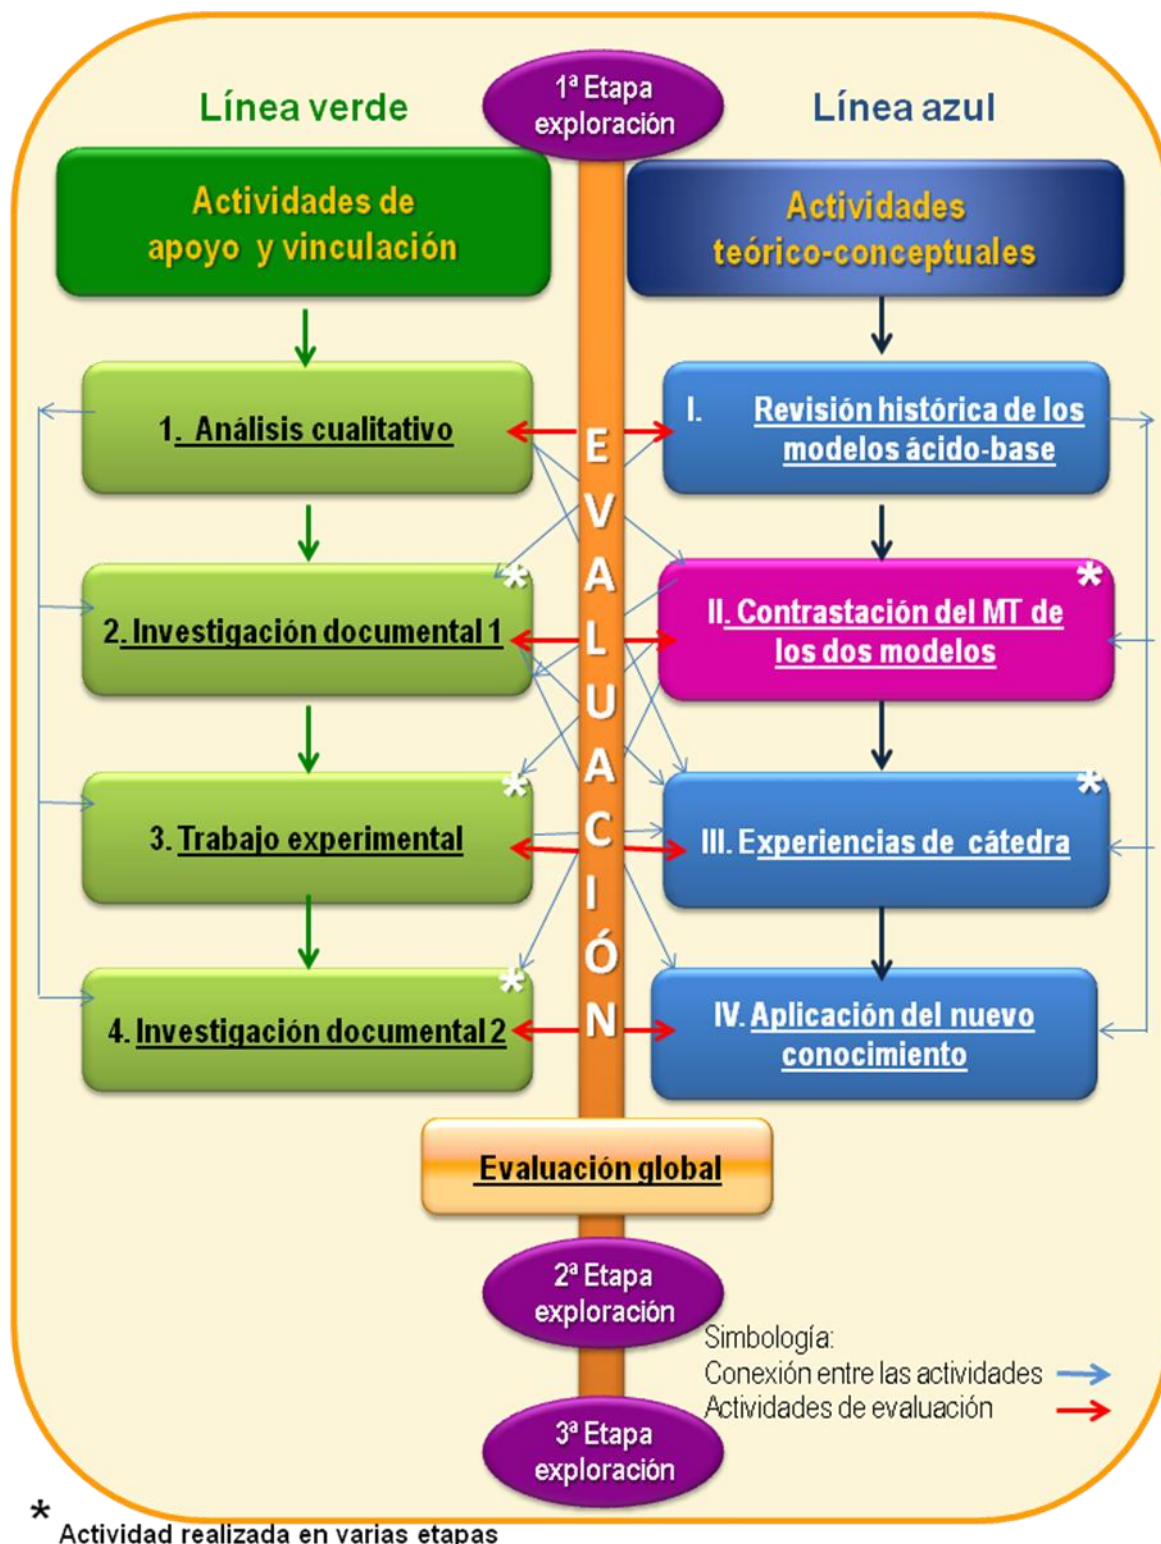 1ª Etapa
exploración
Línea verde
Línea azul
Actividades de
apoyo y vinculación
Actividades
teórico-conceptuales
1. Análisis cualitativo
I. Revisión histórica de los
modelos ácido-base
2. Investigación documental 1
*
II. Contrastación del MT de
los dos modelos
*
3. Trabajo experimental
*
III. Experiencias de cátedra
*
4. Investigación documental 2
*
IV. Aplicación del nuevo
conocimiento
EVALUACIÓN
Evaluación global
2ª Etapa
exploración
Simbología:
Conexión entre las actividades
Actividades de evaluación
3ª Etapa
exploración
* Actividad realizada en varias etapas